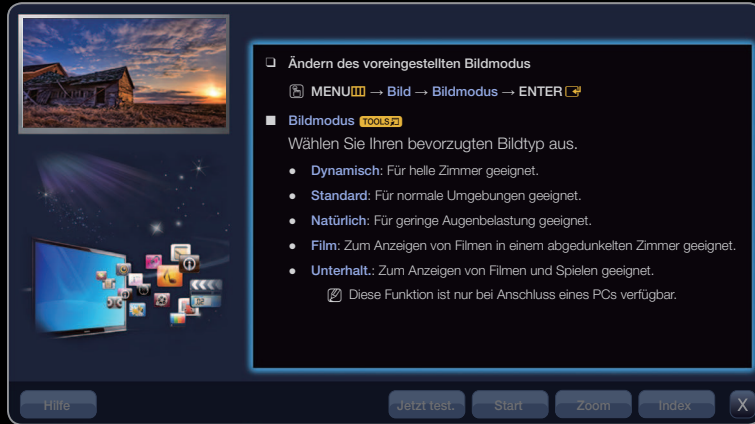 ❏ Ändern des voreingestellten Bildmodus
MENU → Bild → Bildmodus → ENTER
■ Bildmodus TOOLS
Wählen Sie Ihren bevorzugten Bildtyp aus.
● Dynamisch: Für helle Zimmer geeignet.
● Standard: Für normale Umgebungen geeignet.
● Natürlich: Für geringe Augenbelastung geeignet.
● Film: Zum Anzeigen von Filmen in einem abgedunkelten Zimmer geeignet.
● Unterhalt.: Zum Anzeigen von Filmen und Spielen geeignet.
Diese Funktion ist nur bei Anschluss eines PCs verfügbar.
Hilfe Jetzt test. Start Zoom Index X